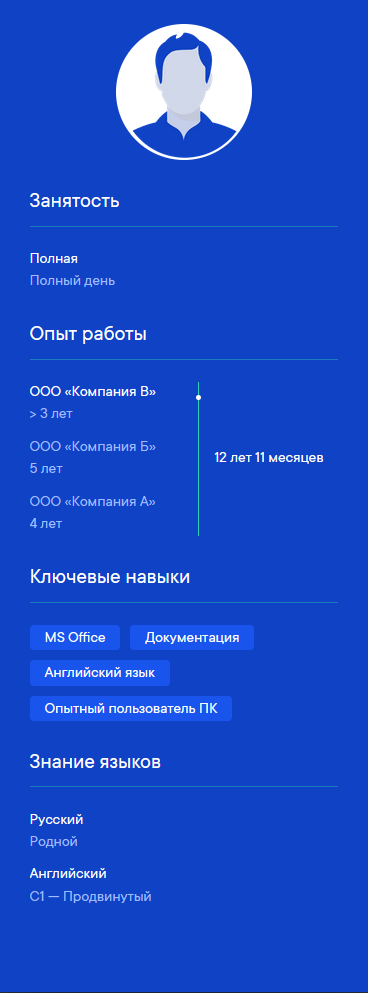 Занятость
Полная
Полный день
Опыт работы
ООО «Компания В»
> 3 лет
ООО «Компания Б»
5 лет
12 лет 11 месяцев
ООО «Компания А»
4 лет
Ключевые навыки
MS Office
Документация
Английский язык
Опытный пользователь ПК
Знание языков
Русский
Родной
Английский
С1 — Продвинутый